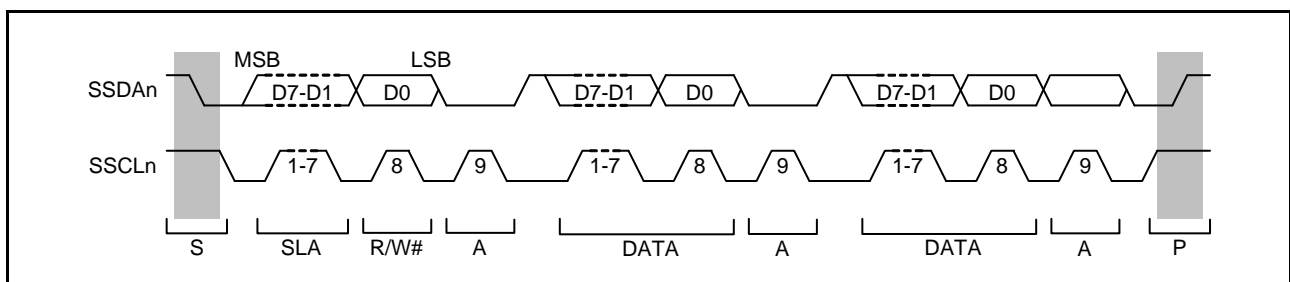 MSB LSB
SSDAn D7-D1 D0 D7-D1 D0 D7-D1 D0
SSCLn 1-7 8 9 1-7 8 9 1-7 8 9
S SLA R/W# A DATA A DATA A P